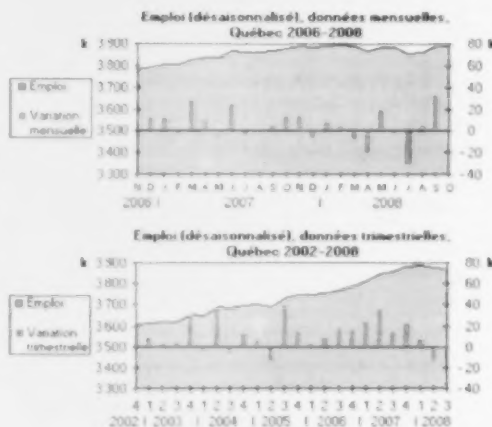 Emploi (désaisonnalisé), données mensuelles,
Québec 2006-2008
k
k
3.900
3.800
3.700
3.600
3.500
3.400
3.300
80
60
40
20
0
-20
-40
Emploi
Variation
mensuelle
N D J F M A M J J A S O N D J F M A M J J A S O
2006 2007 2008
Emploi (désaisonnalisé), données trimestrielles,
Québec 2002-2008
k
k
3.900
3.800
3.700
3.600
3.500
3.400
3.300
80
60
40
20
0
-20
-40
Emploi
Variation
trimestrielle
4 1 2 3 4 1 2 3 4 1 2 3 4 1 2 3 4 1 2 3 4 1 2 3
2002 2003 2004 2005 2006 2007 2008